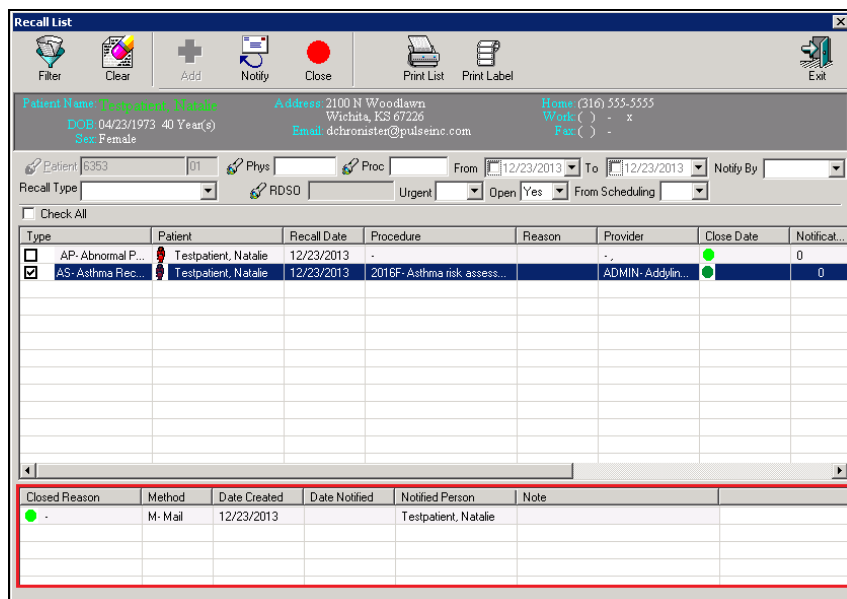 Recall List
Filter Clear Add Notify Close Print List Print Label Exit
Patient Name: Testpatient, Natalie Address: 2100 N Woodlawn Home: (316) 555-5555
Wichita, KS 67226 Work: ( ) - x
DOB: 04/23/1973 40 Year(s) Email: dchronister@pulseinc.com Fax: ( ) -
Sex: Female
Patient 6353 01 Phys Proc From 12/23/2013 To 12/23/2013 Notify By
Recall Type RDSO Urgent Open Yes From Scheduling
Check All
Type Patient Recall Date Procedure Reason Provider Close Date Notificat...
AP- Abnormal P... Testpatient, Natalie 12/23/2013 - - , 0
AS- Asthma Rec... Testpatient, Natalie 12/23/2013 2016F- Asthma risk assess... ADMIN- Addylin... 0
Closed Reason Method Date Created Date Notified Notified Person Note
- M- Mail 12/23/2013 Testpatient, Natalie